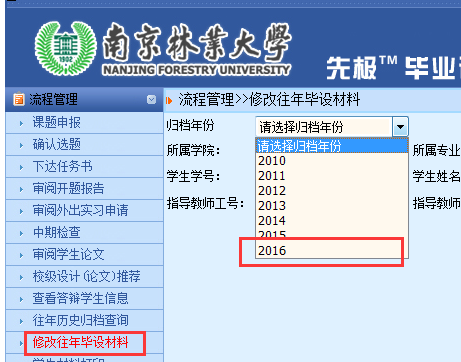 南京林業大學
NANJING FORESTRY UNIVERSITY
1902
先极™毕业
流程管理
流程管理>>修改往年毕设材料
课题申报
归档年份
请选择归档年份
确认选题
请选择归档年份
所属学院:
所属专业
下达任务书
2010
审阅开题报告
2011
学生学号:
学生姓名
审阅外出实习申请
2012
2013
指导教师工号:
指导教师
中期检查
2014
审阅学生论文
2015
2016
校级设计(论文)推荐
查看答辩学生信息
往年历史归档查询
修改往年毕设材料
学生材料打印